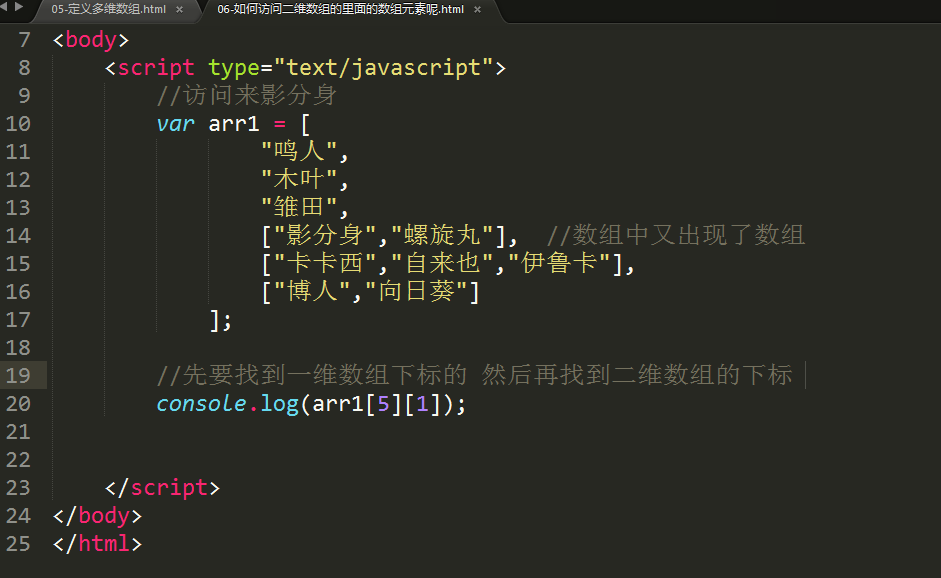 05-定义多维数组.html × 06-如何访问二维数组的里面的数组元素呢.html ×
7 <body>
8 <script type="text/javascript">
9 //访问来影分身
10 var arr1 = [
11 "鸣人",
12 "木叶",
13 "雏田",
14 ["影分身","螺旋丸"], //数组中又出现了数组
15 ["卡卡西","自来也","伊鲁卡"],
16 ["博人","向日葵"]
17 ];
18
19 //先要找到一维数组下标的 然后再找到二维数组的下标
20 console.log(arr1[5][1]);
21
22
23 </script>
24 </body>
25 </html>